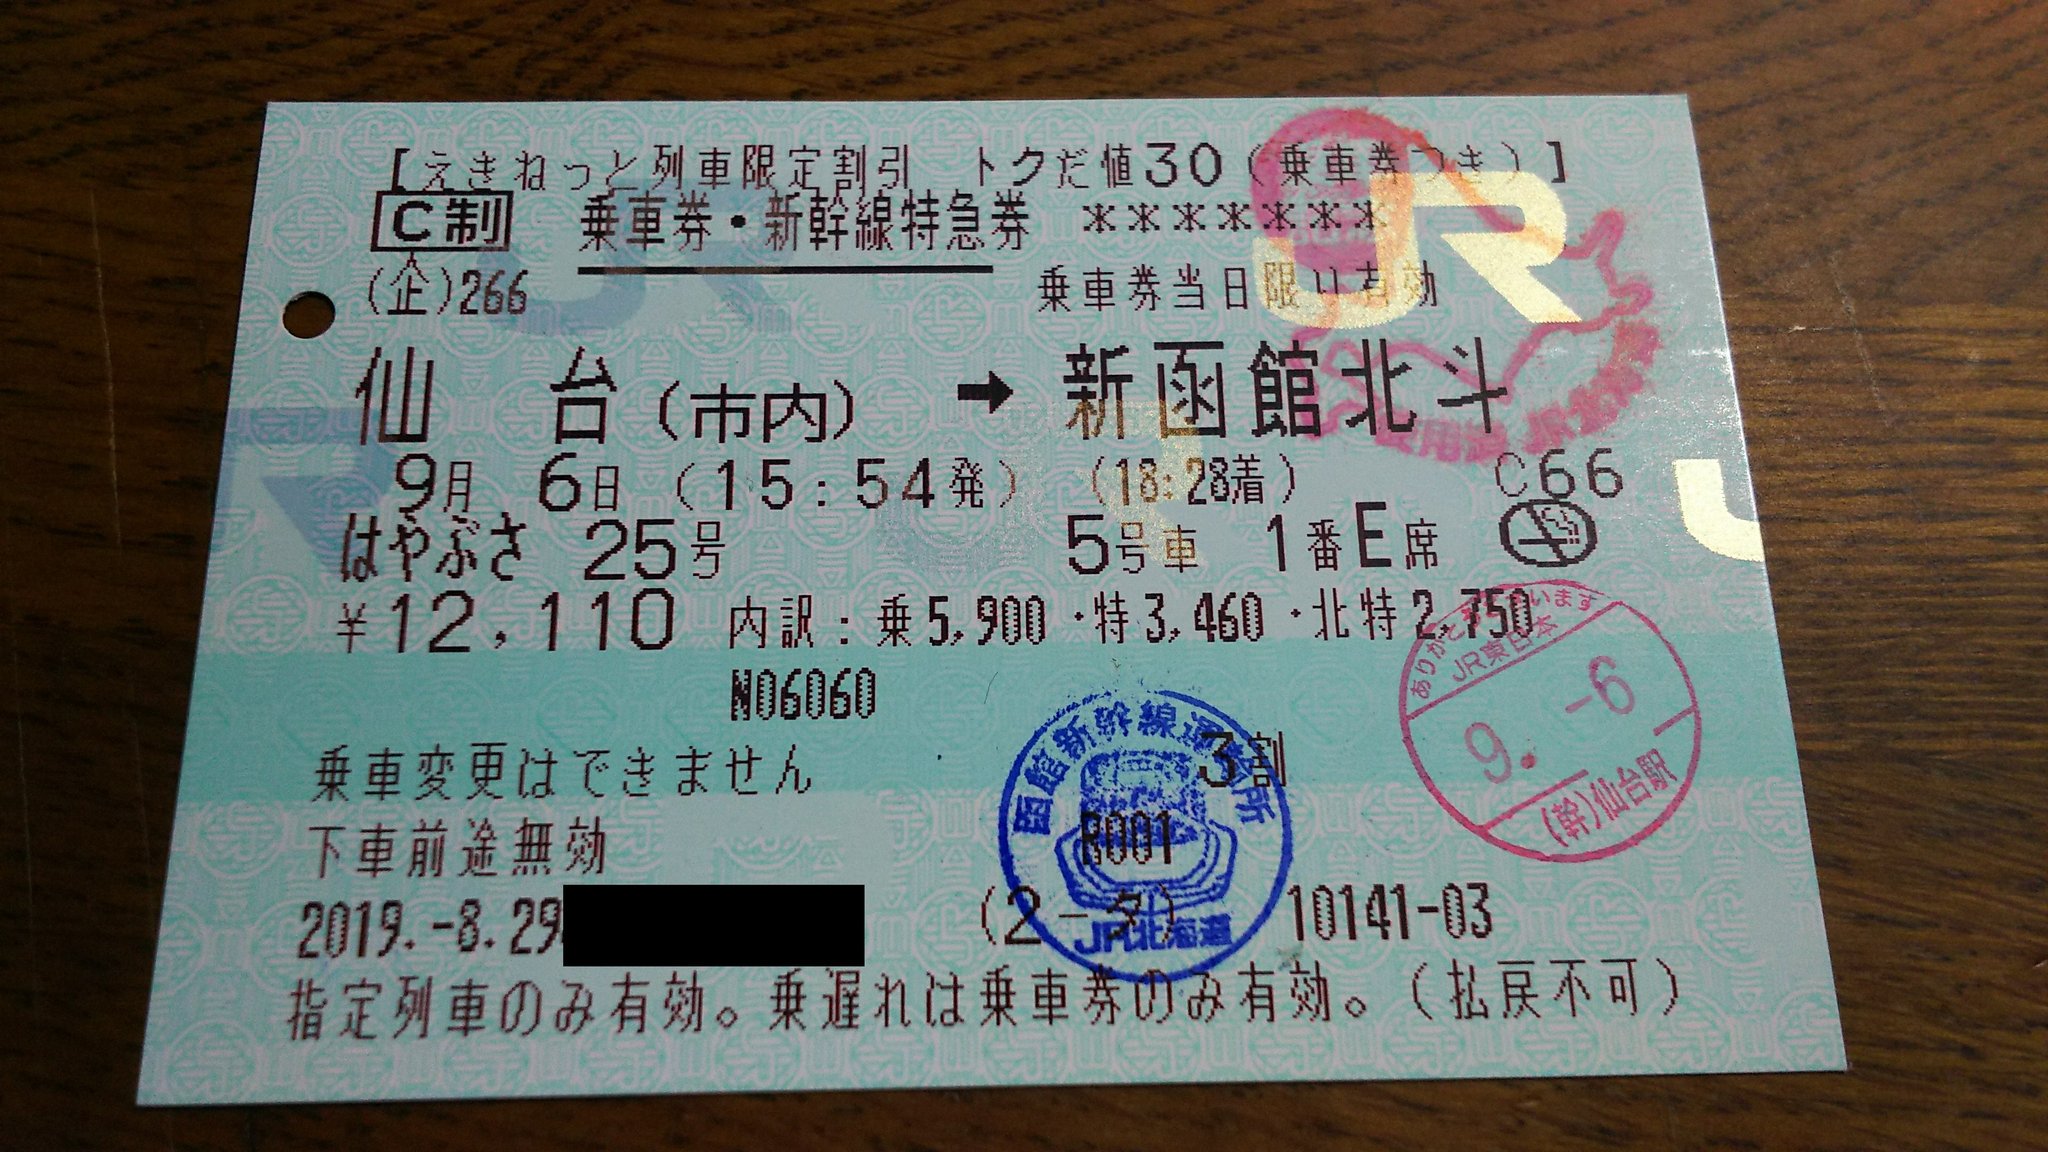 【えきねっと列車限定割引 トクだ値30(乗車券つき)】
C制 乗車券・新幹線特急券 *******
(企)266 乗車券当日限り有効
仙台(市内) → 新函館北斗
9月 6日 (15:54発) (18:28着) C66
はやぶさ 25号 5号車 1番E席
¥12,110 内訳:乗5,900・特3,460・北特2,750
N06060
乗車変更はできません 3割
下車前途無効 R001
2019.-8.29 (2-タ) 10141-03
指定列車のみ有効。乗遅れは乗車券のみ有効。(払戻不可)
JR
使用済 JR北海道
ありがとうございます
JR東日本
9.-6
(幹)仙台駅
函館新幹線運輸所
JR北海道